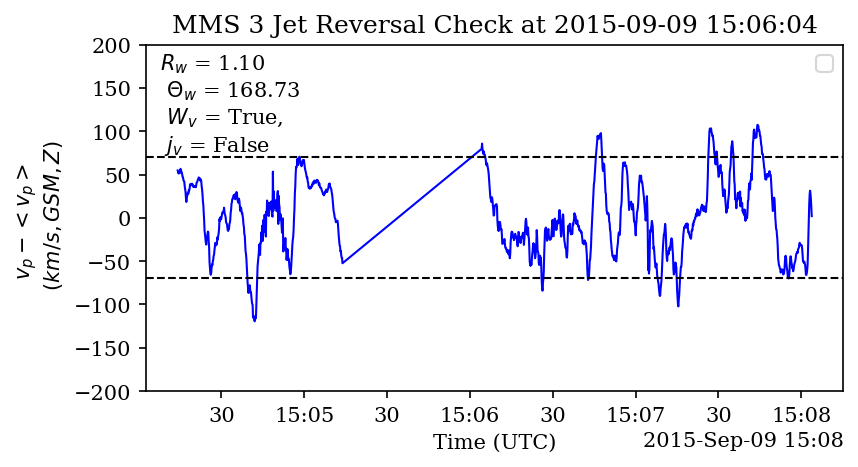 MMS 3 Jet Reversal Check at 2015-09-09 15:06:04
200
150
100
50
0
−50
−100
−150
−200
v_p − < v_p >
(km/s, GSM, Z)
R_w = 1.10
Θ_w = 168.73
W_v = True,
j_v = False
30
15:05
30
15:06
30
15:07
30
15:08
Time (UTC)
2015-Sep-09 15:08